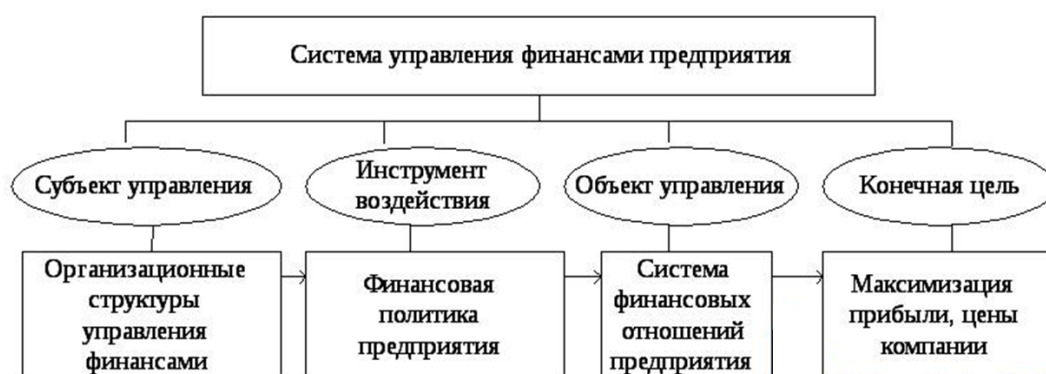 Система управления финансами предприятия
Субъект управления
Инструмент
воздействия
Объект управления
Конечная цель
Организационные
структуры
управления
финансами
Финансовая
политика
предприятия
Система
финансовых
отношений
предприятия
Максимизация
прибыли, цены
компании